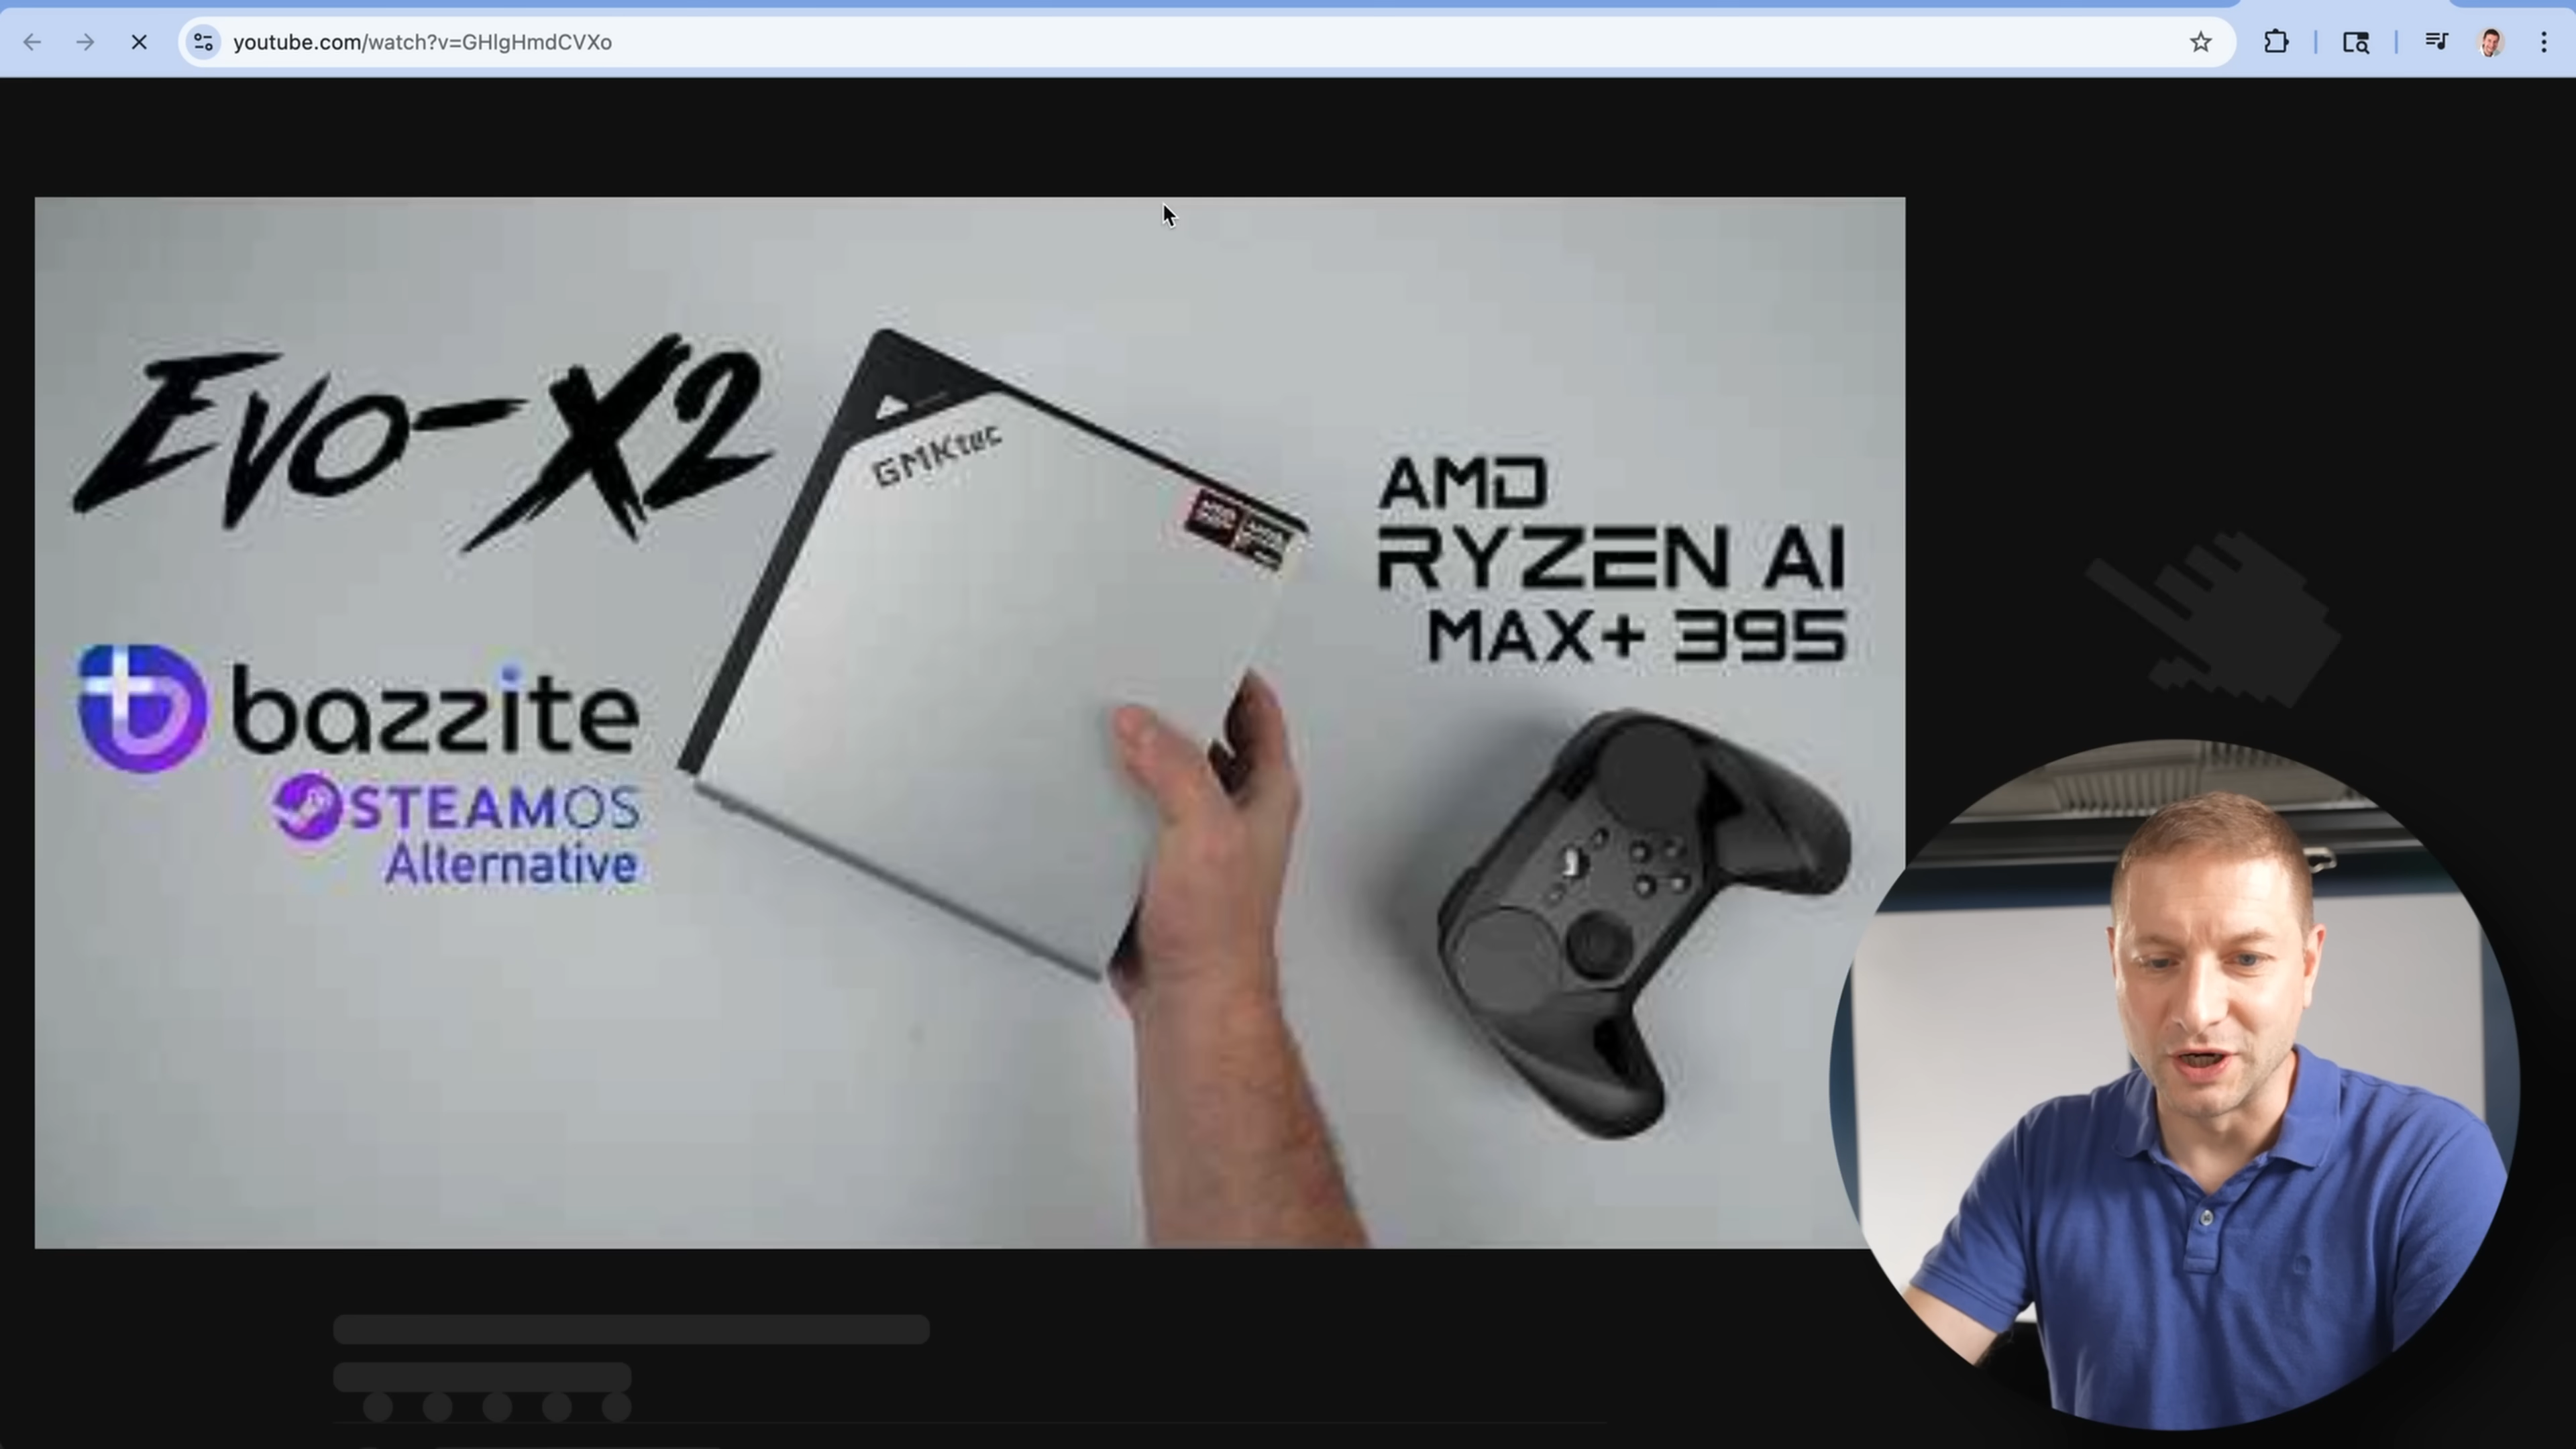 youtube.com/watch?v=GHlgHmdCVXo
Evo-X2
GMKtec
AMD
RYZEN AI
MAX+ 395
bazzite
STEAMOS
Alternative